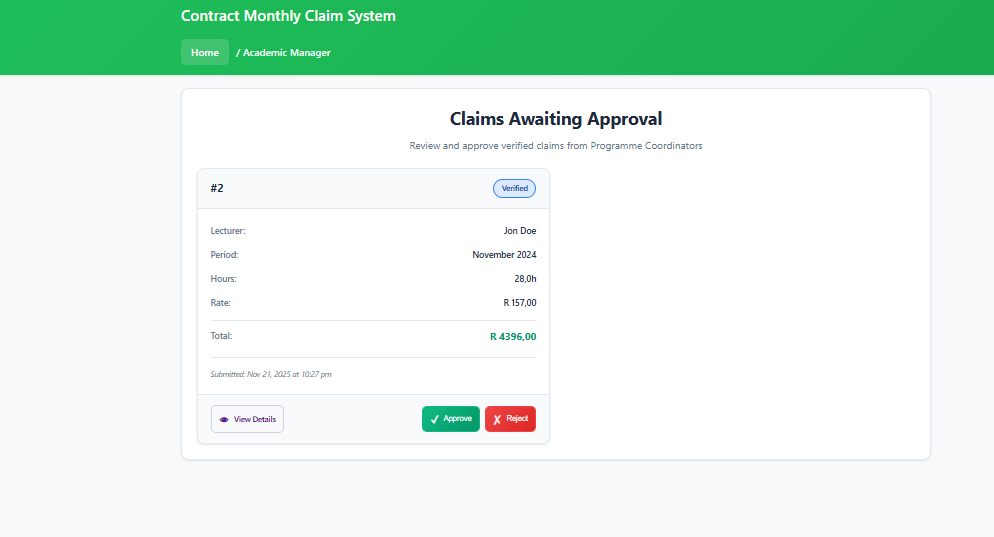 Contract Monthly Claim System
Home / Academic Manager
Claims Awaiting Approval
Review and approve verified claims from Programme Coordinators
#2 Verified
Lecturer: Jon Doe
Period: November 2024
Hours: 28,0h
Rate: R 157,00
Total: R 4396,00
Submitted: Nov 21, 2025 at 10:27 pm
View Details ✓ Approve ✗ Reject